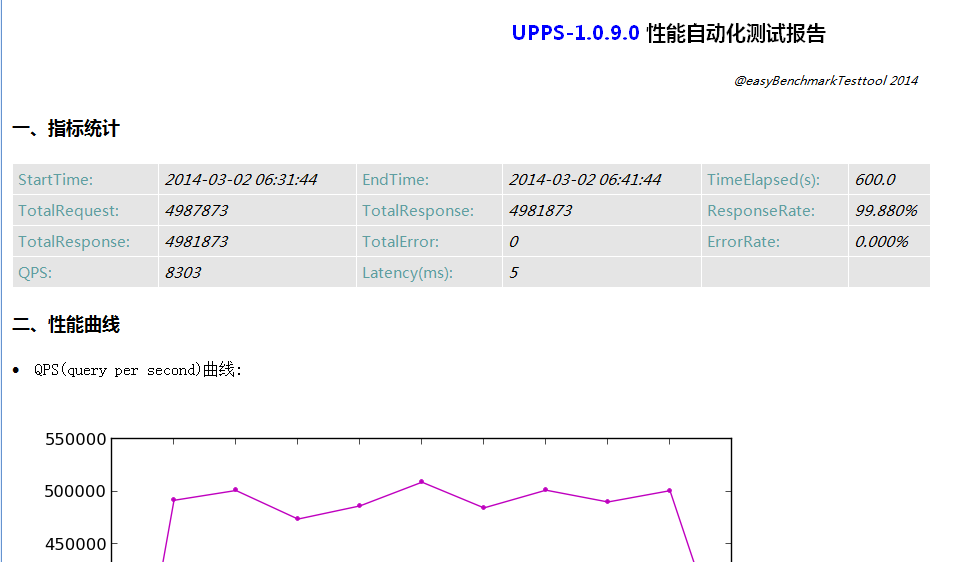 UPPS-1.0.9.0 性能自动化测试报告
@easyBenchmarkTesttool 2014
一、指标统计
StartTime: 2014-03-02 06:31:44 EndTime: 2014-03-02 06:41:44 TimeElapsed(s): 600.0
TotalRequest: 4987873 TotalResponse: 4981873 ResponseRate: 99.880%
TotalResponse: 4981873 TotalError: 0 ErrorRate: 0.000%
QPS: 8303 Latency(ms): 5
二、性能曲线
• QPS(query per second)曲线:
550000
500000
450000